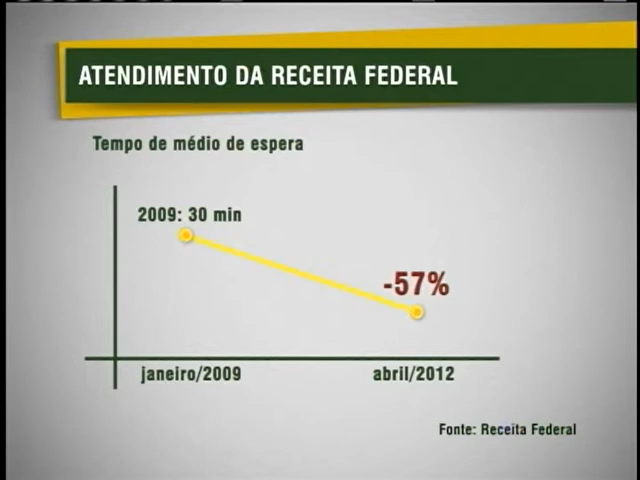 ATENDIMENTO DA RECEITA FEDERAL
Tempo de médio de espera
2009: 30 min
-57%
janeiro/2009
abril/2012
Fonte: Receita Federal